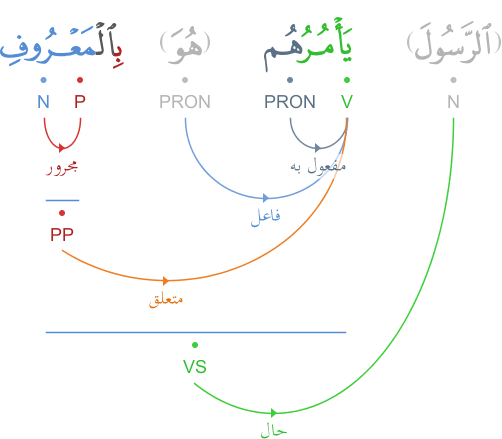 (ٱلرَّسُولَ) يَأْمُرُهُم (هُوَ) بِٱلْمَعْرُوفِ
N V PRON PRON P N
مفعول به مجرور
فاعل
PP
متعلق
VS
حال